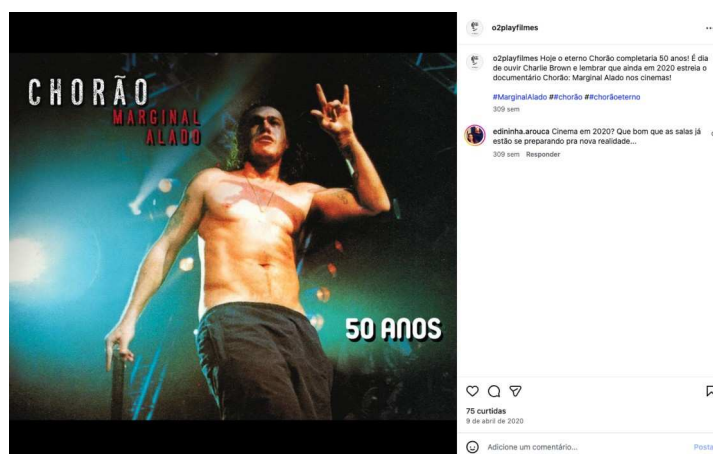 CHORÃO
MARGINAL
ALADO
50 ANOS
o2playfilmes
o2playfilmes Hoje o eterno Chorão completaria 50 anos! É dia
de ouvir Charlie Brown e lembrar que ainda em 2020 estreia o
documentário Chorão: Marginal Alado nos cinemas!
#MarginalAlado ##chorão ##chorãoeterno
309 sem
edininha.arouca Cinema em 2020? Que bom que as salas já
estão se preparando pra nova realidade...
309 sem Responder
75 curtidas
9 de abril de 2020
Adicione um comentário...
Posta